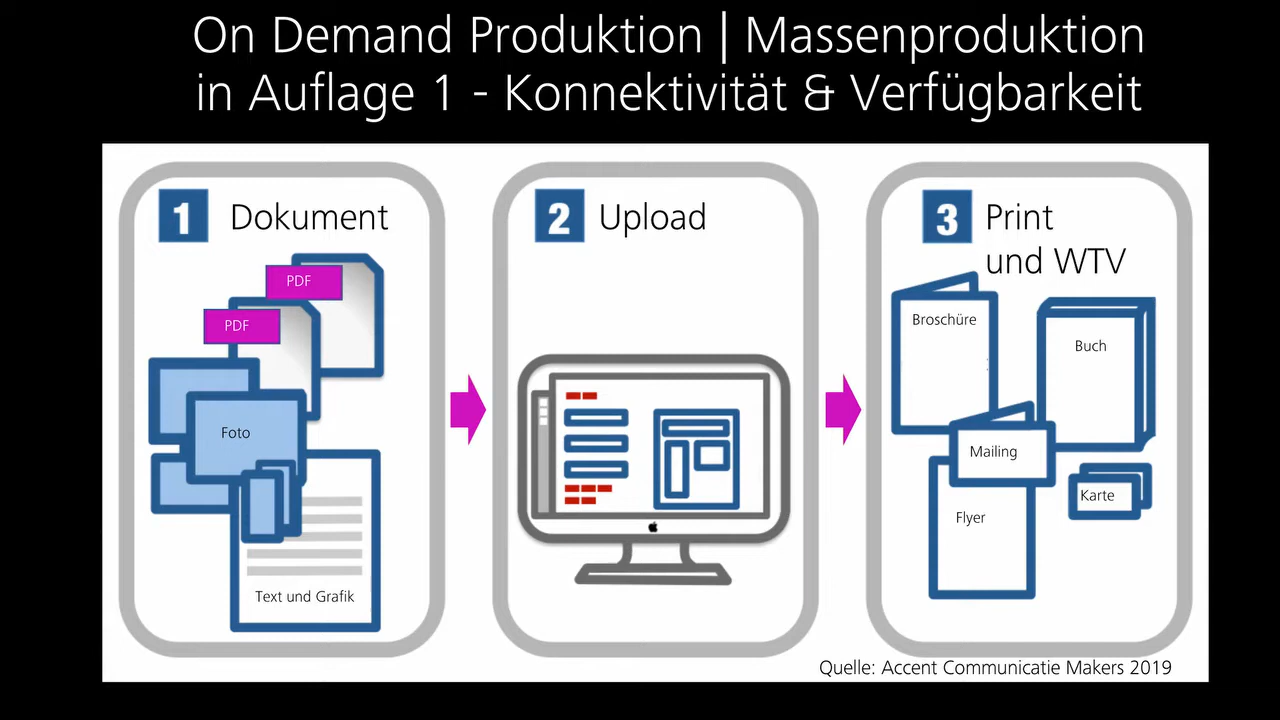 On Demand Produktion | Massenproduktion
in Auflage 1 - Konnektivität & Verfügbarkeit
1 Dokument
PDF
PDF
Foto
Text und Grafik
2 Upload
3 Print
und WTV
Broschüre
Buch
Mailing
Karte
Flyer
Quelle: Accent Communicatie Makers 2019